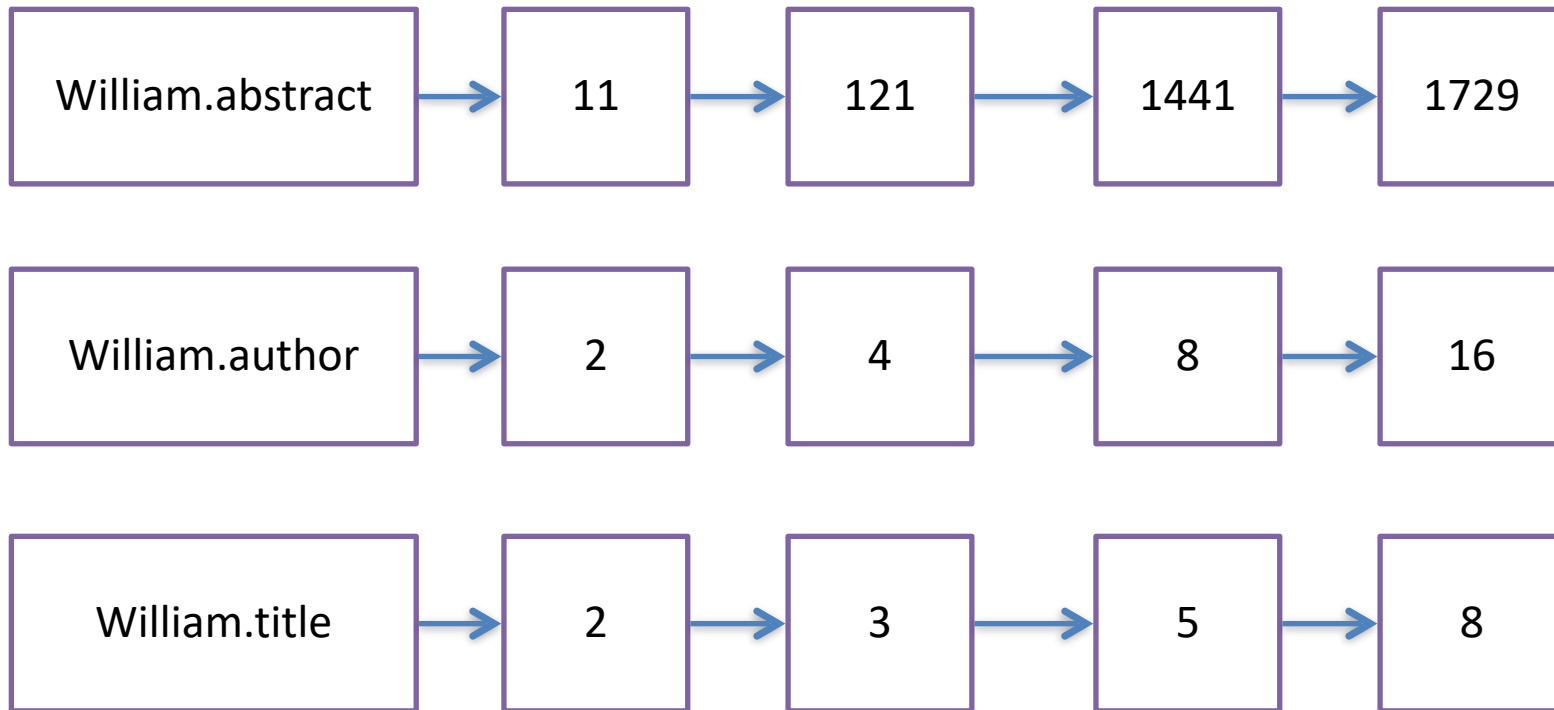 William.abstract 11 121 1441 1729
William.author 2 4 8 16
William.title 2 3 5 8